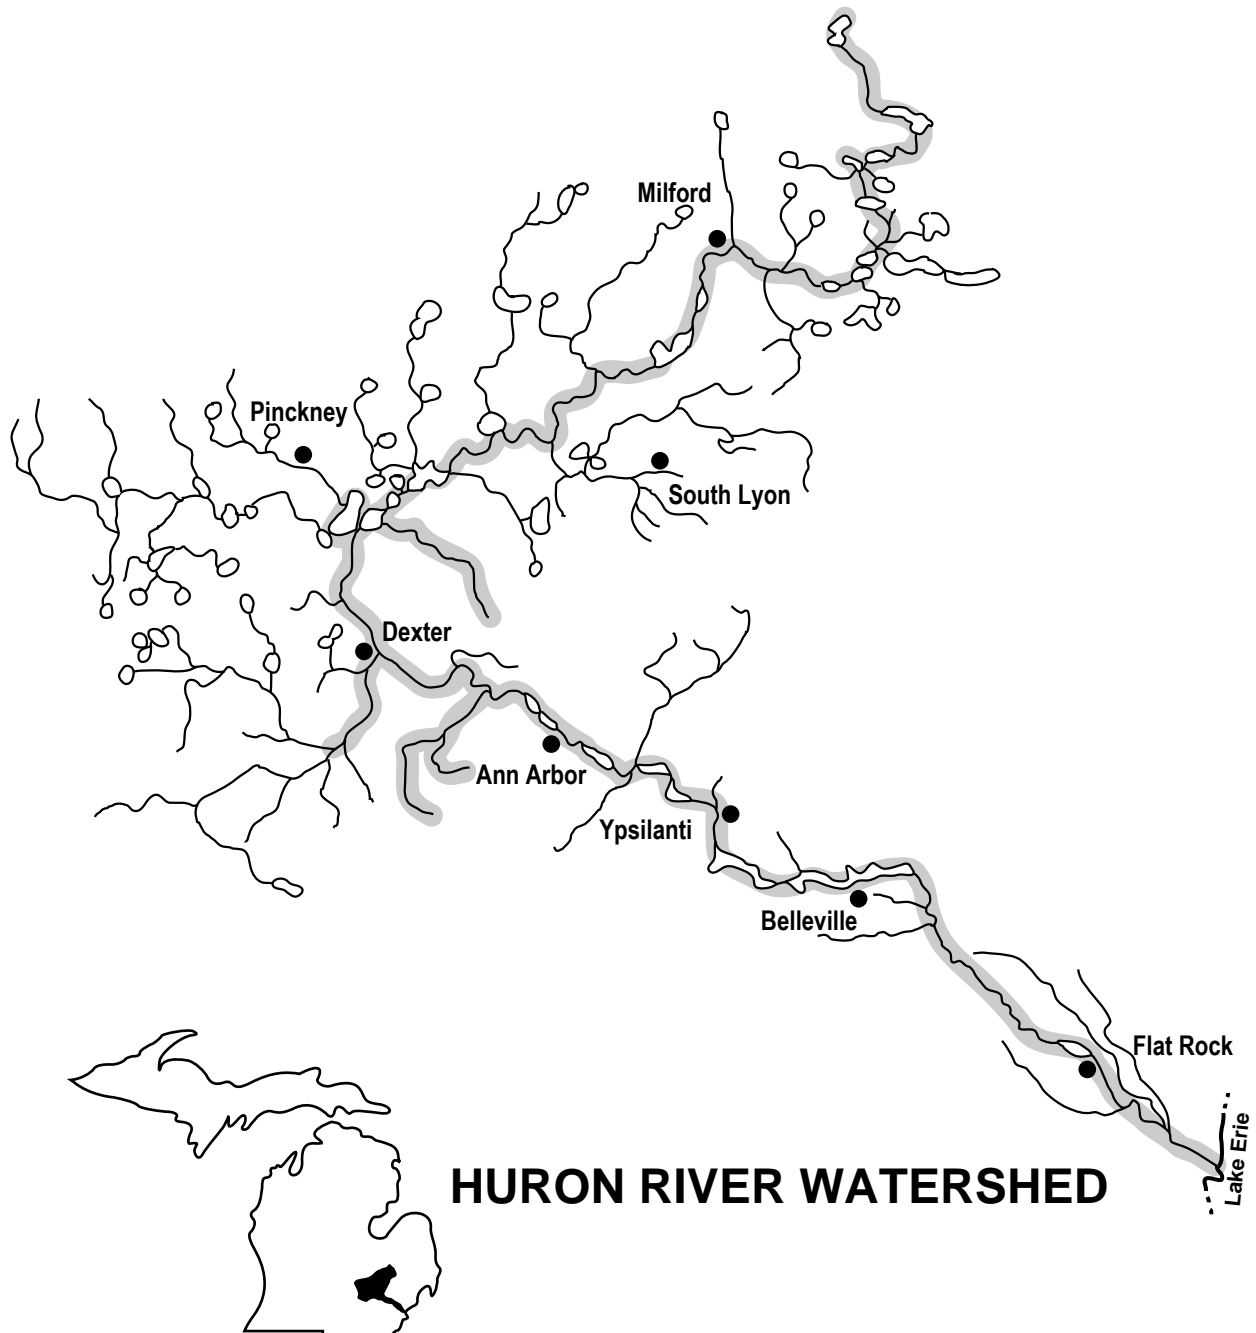 Milford
Pinckney
South Lyon
Dexter
Ann Arbor
Ypsilanti
Belleville
Flat Rock
Lake Erie
HURON RIVER WATERSHED